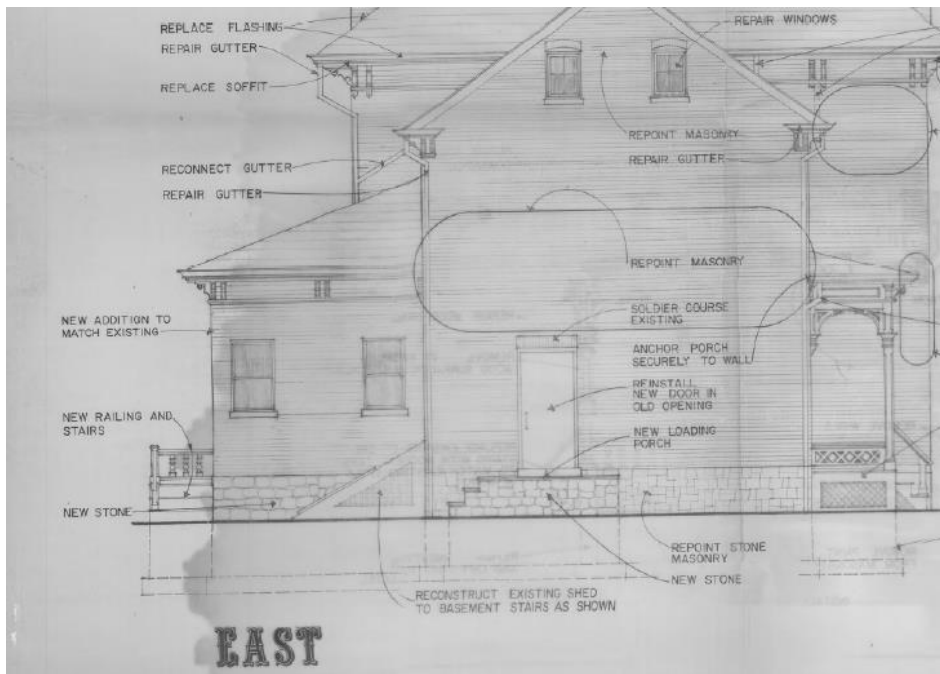 REPLACE FLASHING
REPAIR GUTTER
REPLACE SOFFIT
REPAIR WINDOWS
REPOINT MASONRY
REPAIR GUTTER
RECONNECT GUTTER
REPAIR GUTTER
REPOINT MASONRY
NEW ADDITION TO
MATCH EXISTING
SOLDIER COURSE
EXISTING
ANCHOR PORCH
SECURELY TO WALL
REINSTALL
NEW DOOR IN
OLD OPENING
NEW RAILING AND
STAIRS
NEW LOADING
PORCH
NEW STONE
REPOINT STONE
MASONRY
NEW STONE
RECONSTRUCT EXISTING SHED
TO BASEMENT STAIRS AS SHOWN
EAST